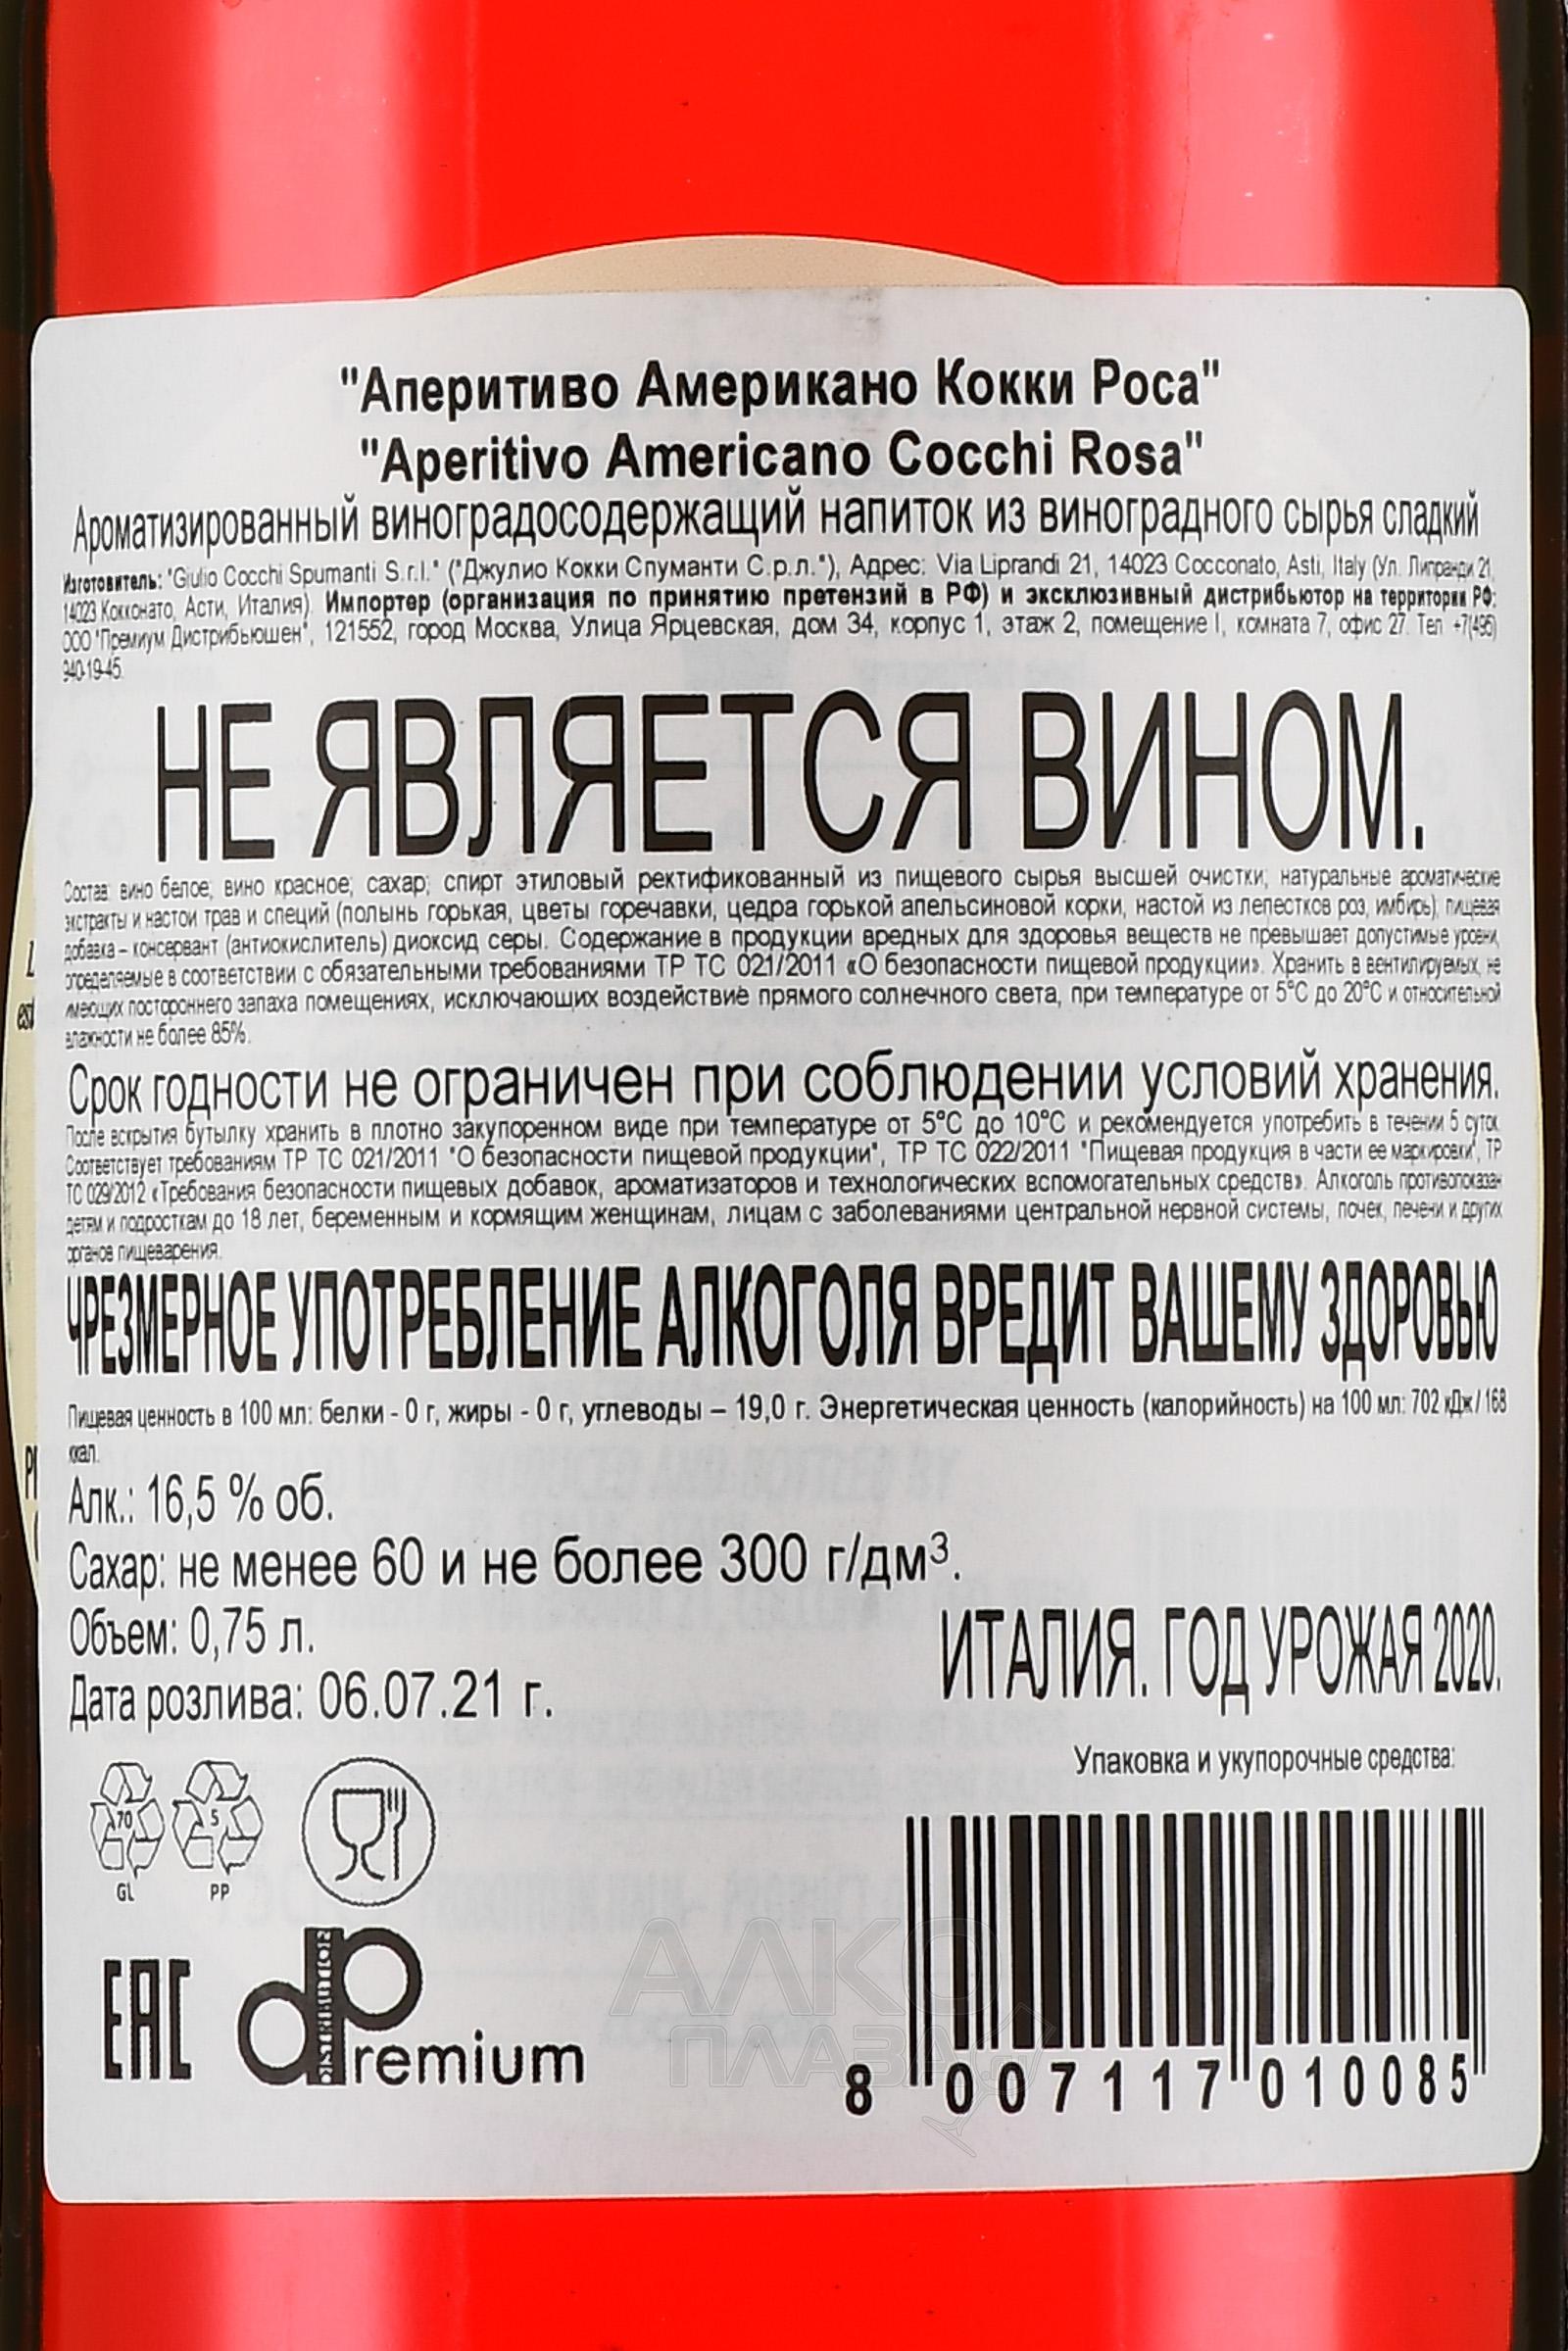 "Аперитиво Американо Кокки Роса"
"Aperitivo Americano Cocchi Rosa"
Ароматизированный виноградосодержащий напиток из виноградного сырья сладкий
Изготовитель: "Giulio Cocchi Spumanti S.r.l." ("Джулио Кокки Спуманти С.р.л."), Адрес: Via Liprandi 21, 14023 Cocconato, Asti, Italy (Ул. Липранди 21,
14023 Кокконато, Асти, Италия). Импортер (организация по принятию претензий в РФ) и эксклюзивный дистрибьютор на территории РФ:
ООО "Премиум Дистрибьюшен", 121552, город Москва, Улица Ярцевская, дом 34, корпус 1, этаж 2, помещение I, комната 7, офис 27. Тел. +7(495)
940-19-45.
НЕ ЯВЛЯЕТСЯ ВИНОМ.
Состав: вино белое; вино красное; сахар; спирт этиловый ректификованный из пищевого сырья высшей очистки; натуральные ароматические
экстракты и настои трав и специй (полынь горькая, цветы горечавки, цедра горькой апельсиновой корки, настой из лепестков роз, имбирь); пищевая
добавка – консервант (антиокислитель) диоксид серы. Содержание в продукции вредных для здоровья веществ не превышает допустимые уровни,
определяемые в соответствии с обязательными требованиями ТР ТС 021/2011 «О безопасности пищевой продукции». Хранить в вентилируемых, не
имеющих постороннего запаха помещениях, исключающих воздействие прямого солнечного света, при температуре от 5°С до 20°С и относительной
влажности не более 85%.
Срок годности не ограничен при соблюдении условий хранения.
После вскрытия бутылку хранить в плотно закупоренном виде при температуре от 5°С до 10°С и рекомендуется употребить в течении 5 суток.
Соответствует требованиям ТР ТС 021/2011 "О безопасности пищевой продукции", ТР ТС 022/2011 "Пищевая продукция в части ее маркировки", ТР
ТС 029/2012 «Требования безопасности пищевых добавок, ароматизаторов и технологических вспомогательных средств». Алкоголь противопоказан
детям и подросткам до 18 лет, беременным и кормящим женщинам, лицам с заболеваниями центральной нервной системы, почек, печени и других
органов пищеварения.
ЧРЕЗМЕРНОЕ УПОТРЕБЛЕНИЕ АЛКОГОЛЯ ВРЕДИТ ВАШЕМУ ЗДОРОВЬЮ
Пищевая ценность в 100 мл: белки - 0 г, жиры - 0 г, углеводы – 19,0 г. Энергетическая ценность (калорийность) на 100 мл: 702 кДж / 168
ккал.
Алк.: 16,5 % об.
Сахар: не менее 60 и не более 300 г/дм³.
Объем: 0,75 л.
Дата розлива: 06.07.21 г.
ИТАЛИЯ. ГОД УРОЖАЯ 2020.
Упаковка и укупорочные средства:
70 5
GL PP
EAC
DISTRIBUTION
dPremium
8 007117 010085
АЛКО
ПЛАЗА